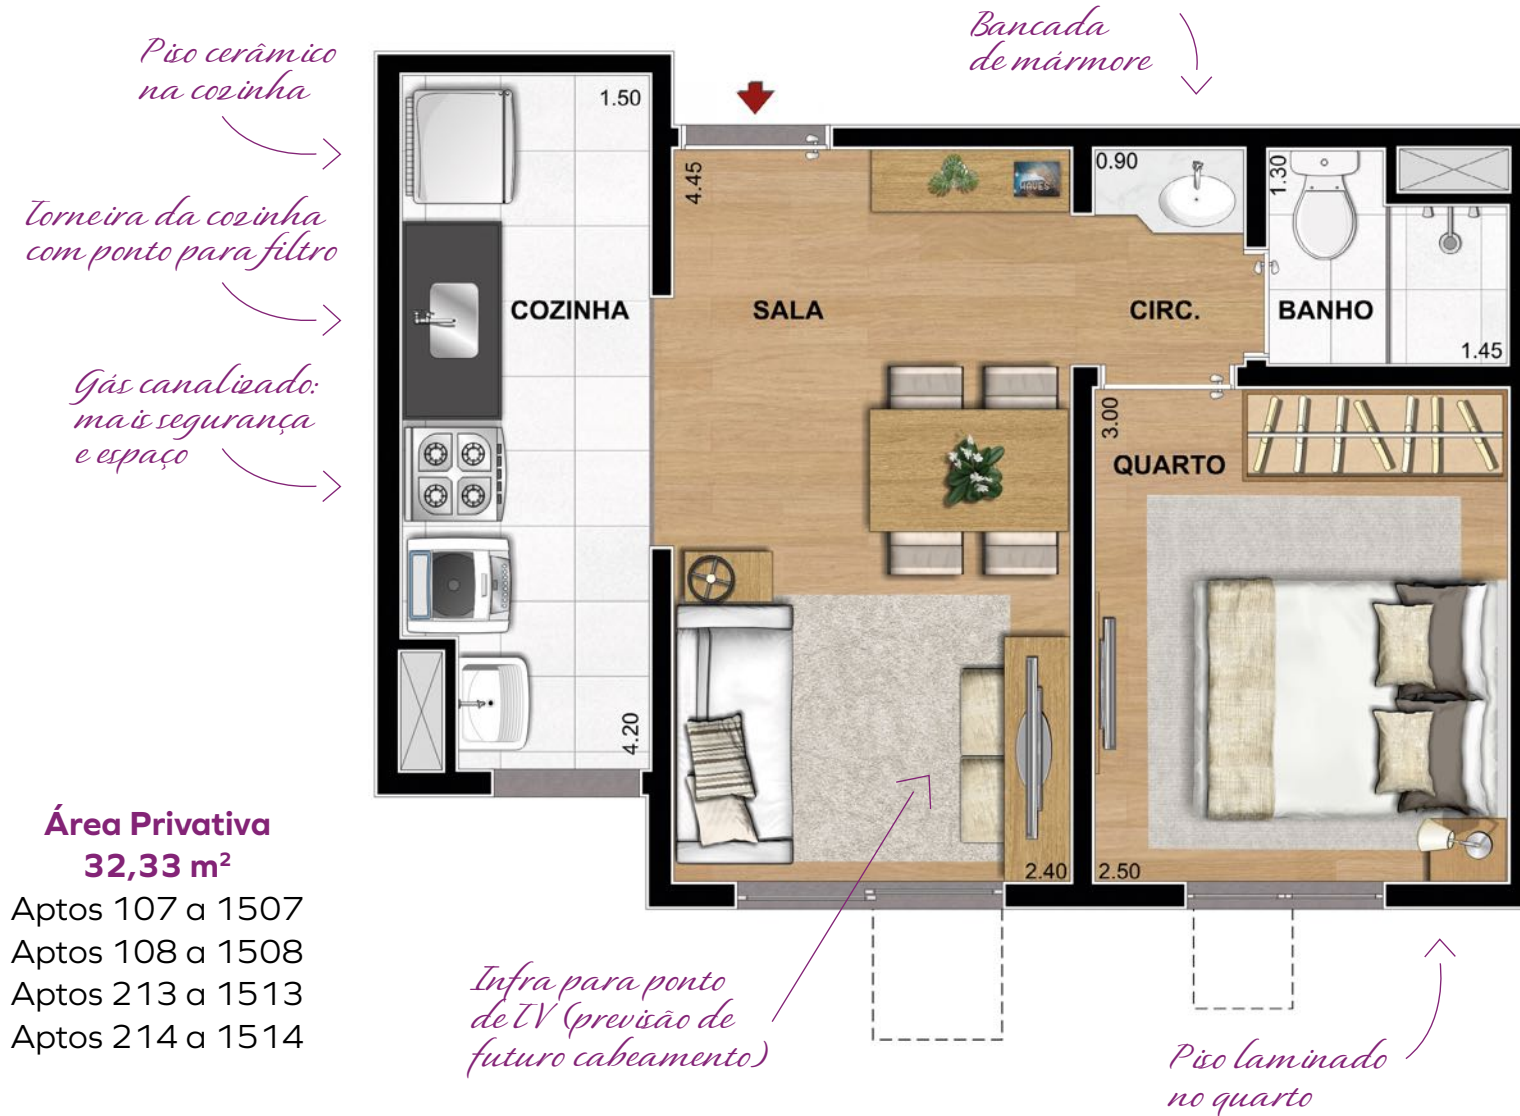 Piso cerâmico
na cozinha
Torneira da cozinha
com ponto para filtro
Gás canalizado:
mais segurança
e espaço
Bancada
de mármore
1.50
COZINHA
4.20
4.45
SALA
2.40
WAVES
0.90
CIRC.
1.30
BANHO
1.45
3.00
QUARTO
2.50
Área Privativa
32,33 m²
Aptos 107 a 1507
Aptos 108 a 1508
Aptos 213 a 1513
Aptos 214 a 1514
Infra para ponto
de TV (previsão de
futuro cabeamento)
Piso laminado
no quarto